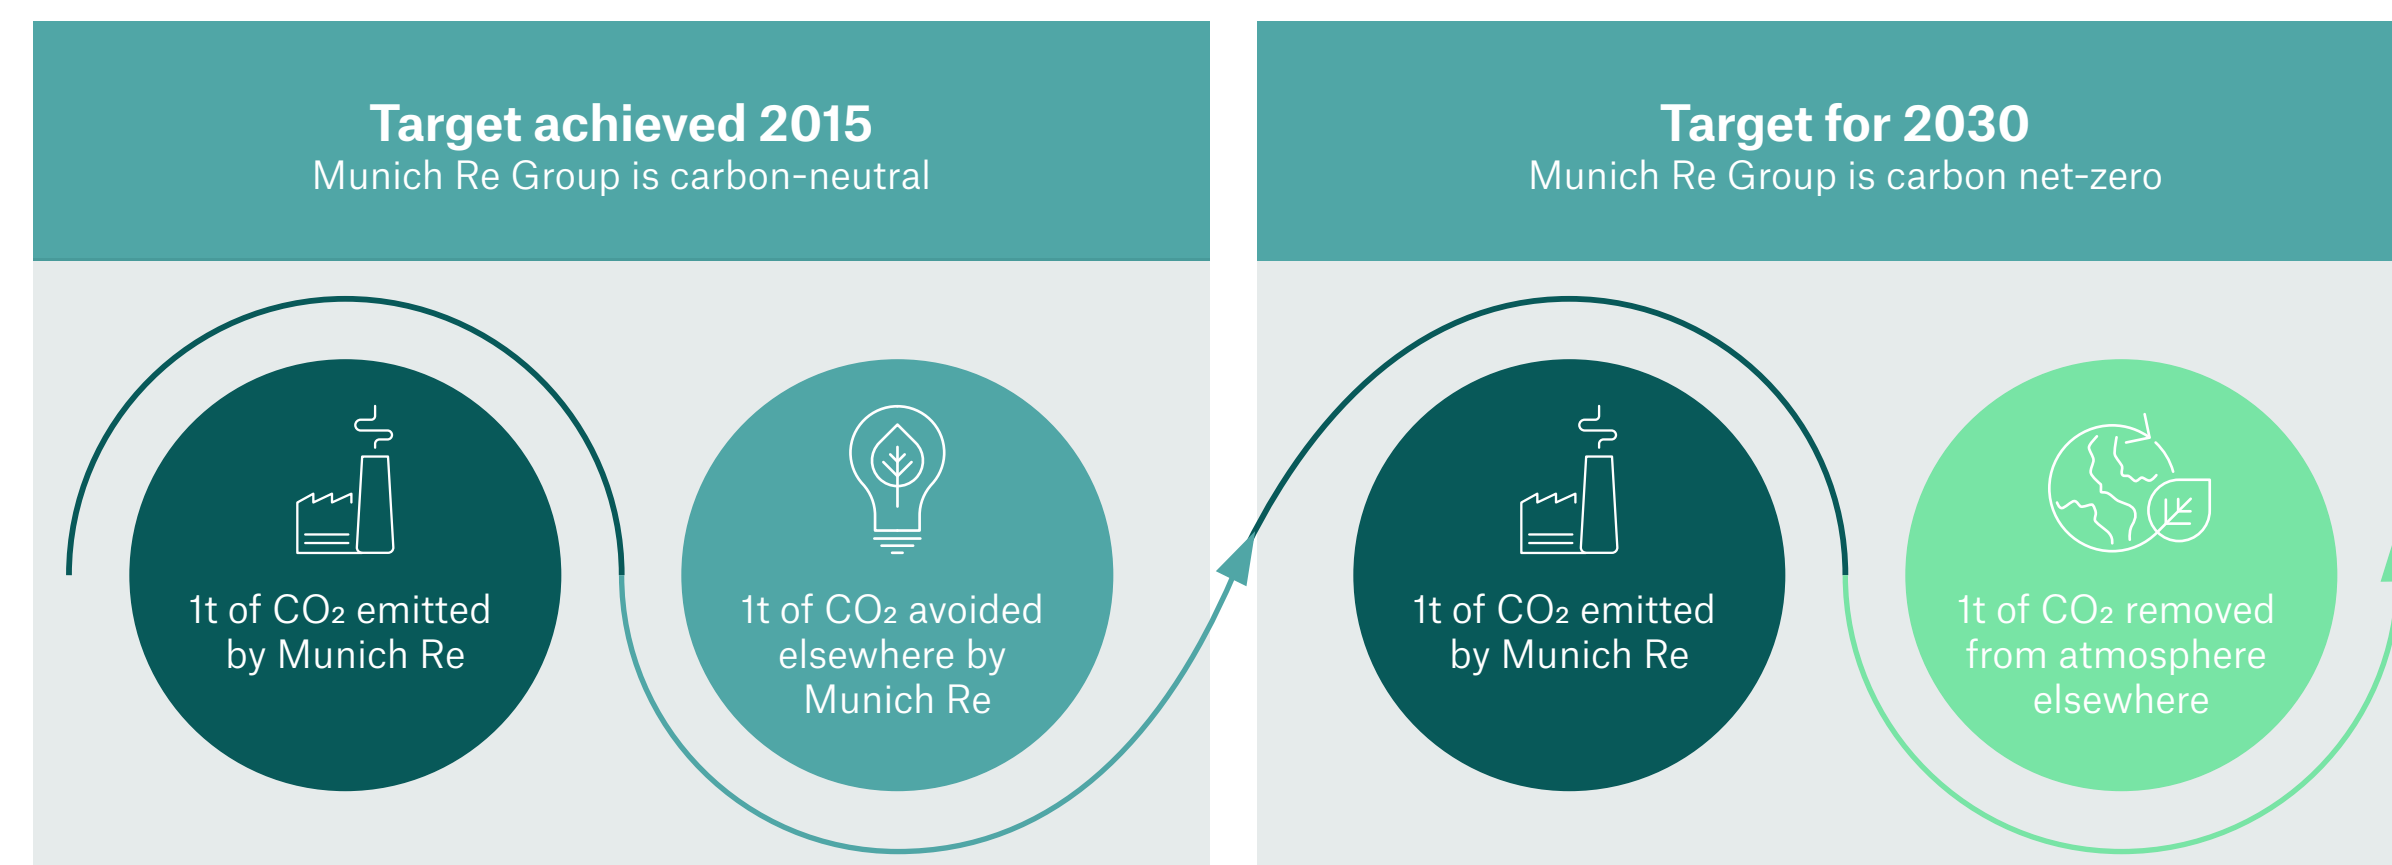 Target achieved 2015
Munich Re Group is carbon-neutral
1t of CO₂ emitted
by Munich Re
1t of CO₂ avoided
elsewhere by
Munich Re
Target for 2030
Munich Re Group is carbon net-zero
1t of CO₂ emitted
by Munich Re
1t of CO₂ removed
from atmosphere
elsewhere